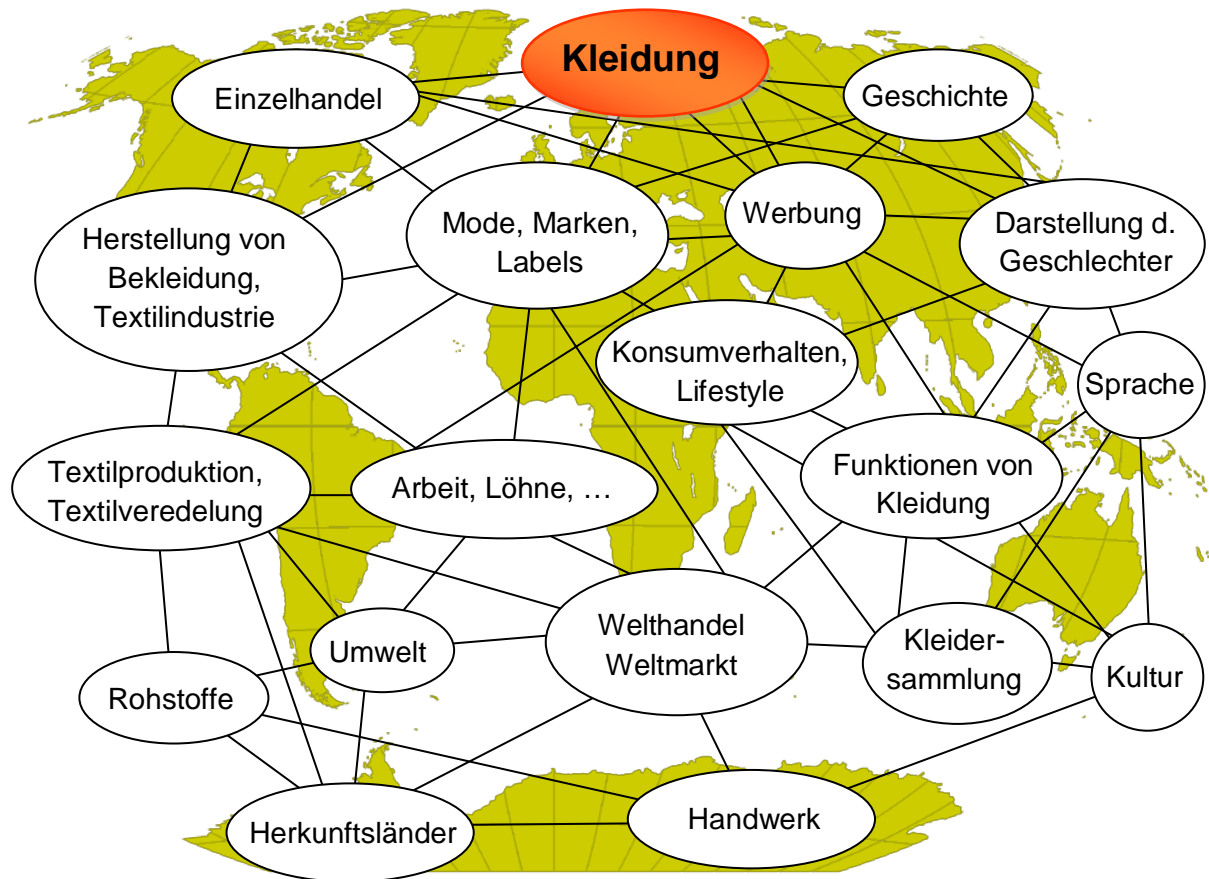 Kleidung
Einzelhandel
Geschichte
Herstellung von
Bekleidung,
Textilindustrie
Mode, Marken,
Labels
Werbung
Darstellung d.
Geschlechter
Konsumverhalten,
Lifestyle
Sprache
Textilproduktion,
Textilveredelung
Arbeit, Löhne, …
Funktionen von
Kleidung
Umwelt
Welthandel
Weltmarkt
Kleider-
sammlung
Kultur
Rohstoffe
Herkunftsländer
Handwerk